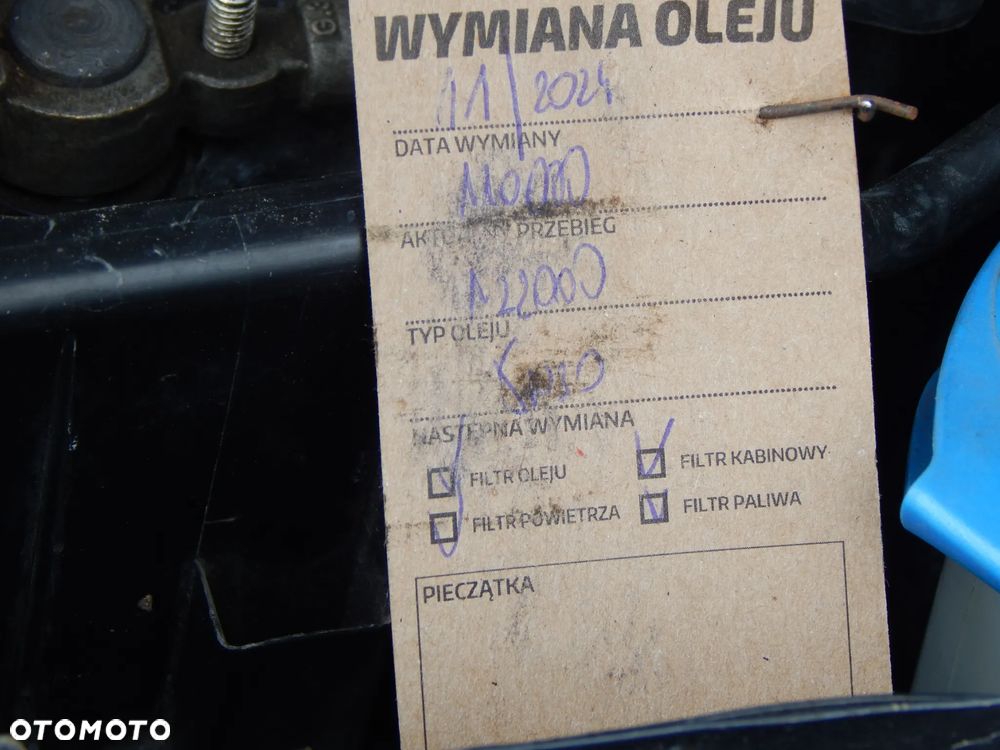 WYMIANA OLEJU
11/2024
DATA WYMIANY
110000
AKTUALNY PRZEBIEG
122000
TYP OLEJU
NASTĘPNA WYMIANA
FILTR OLEJU FILTR KABINOWY
FILTR POWIETRZA FILTR PALIWA
PIECZĄTKA
OTOMOTO